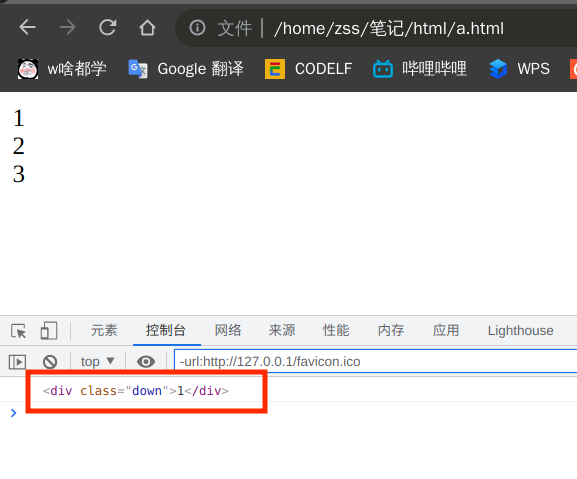 文件 /home/zss/笔记/html/a.html
w啥都学 Google 翻译 CODELF 哔哩哔哩 WPS
1
2
3
元素 控制台 网络 来源 性能 内存 应用 Lighthouse
top ▼ -url:http://127.0.0.1/favicon.ico
<div class="down">1</div>